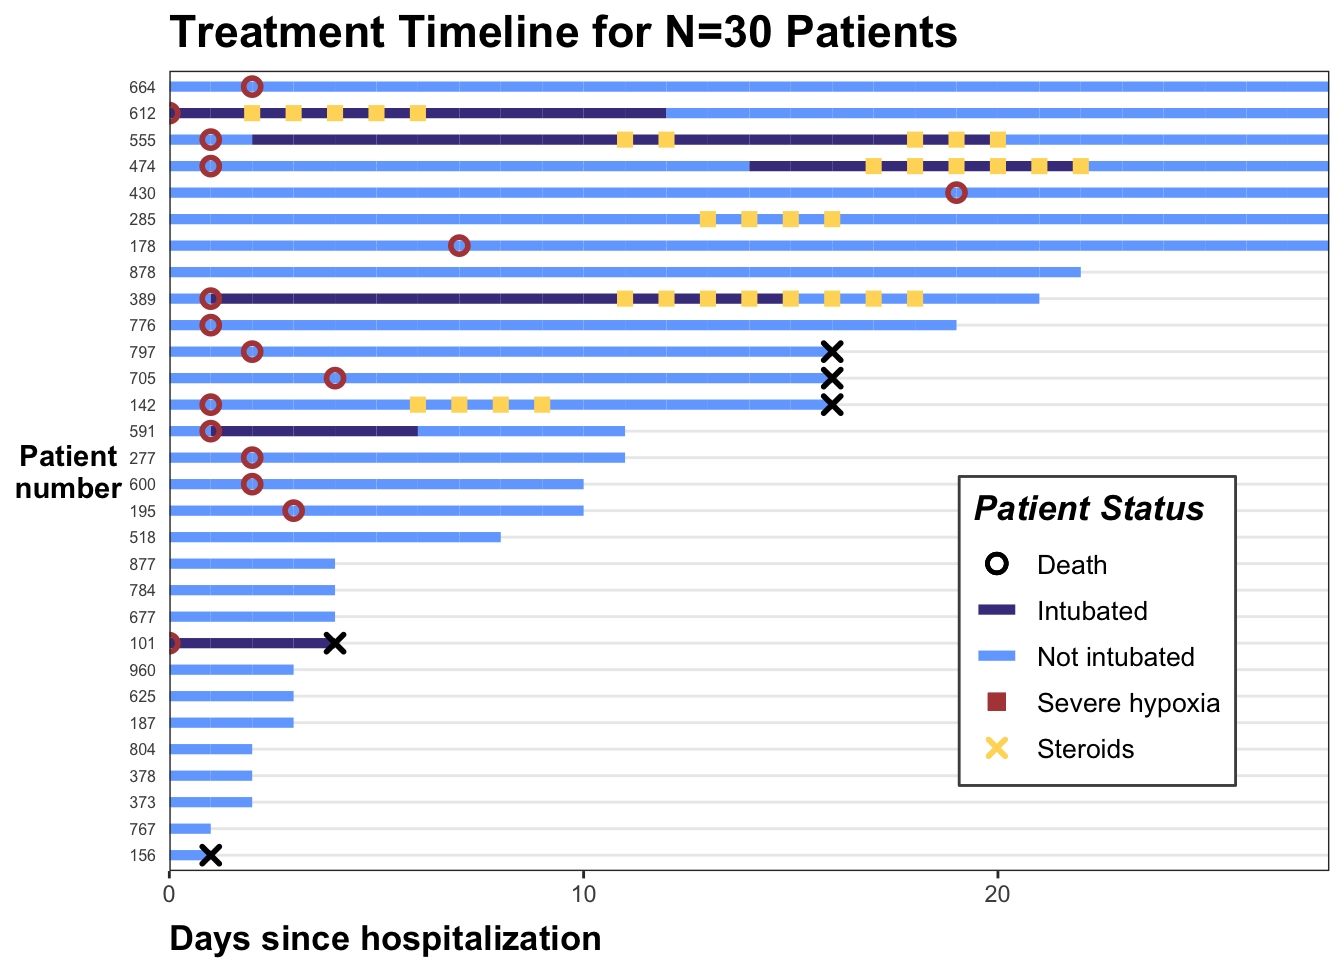 Treatment Timeline for N=30 Patients
664
612
555
474
430
285
178
878
389
776
797
705
142
591
277
600
195
518
877
784
677
101
960
625
187
804
378
373
767
156
Patient
number
Patient Status
Death
Intubated
Not intubated
Severe hypoxia
Steroids
0 10 20
Days since hospitalization